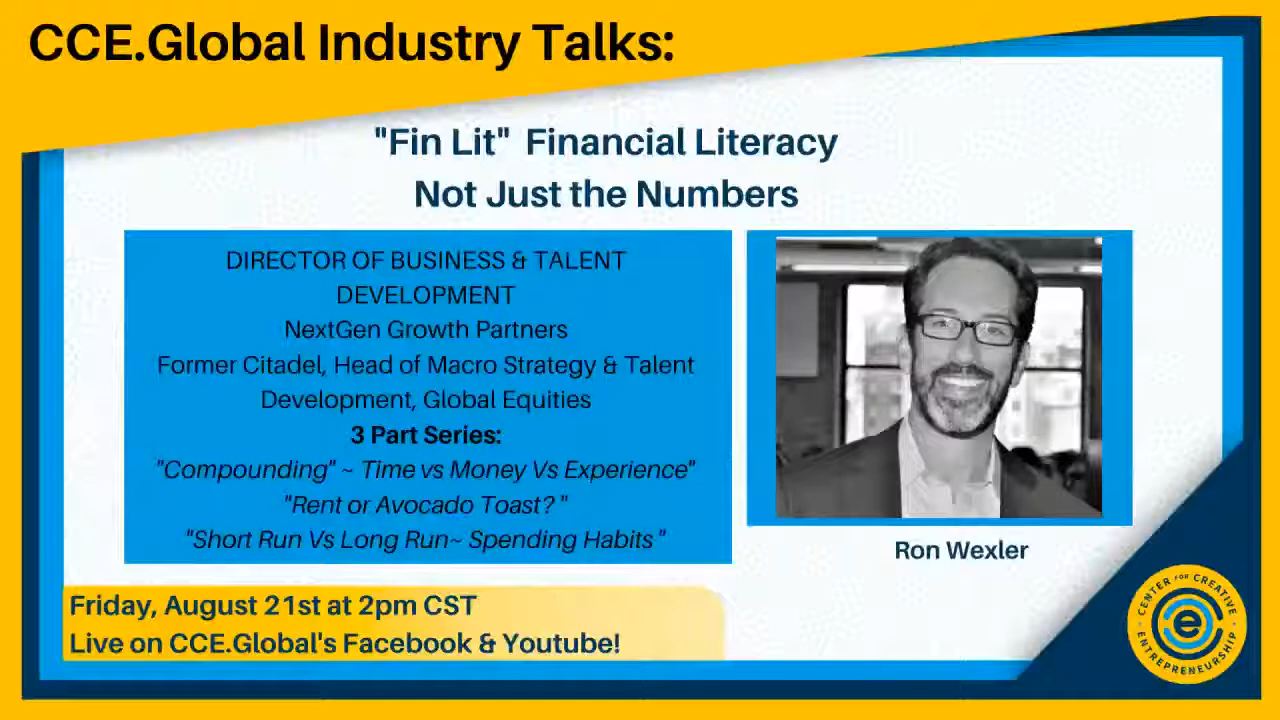 CCE.Global Industry Talks:
"Fin Lit" Financial Literacy
Not Just the Numbers
DIRECTOR OF BUSINESS & TALENT
DEVELOPMENT
NextGen Growth Partners
Former Citadel, Head of Macro Strategy & Talent
Development, Global Equities
3 Part Series:
"Compounding" ~ Time vs Money Vs Experience"
"Rent or Avocado Toast? "
"Short Run Vs Long Run~ Spending Habits "
Ron Wexler
Friday, August 21st at 2pm CST
Live on CCE.Global's Facebook & Youtube!
CENTER FOR CREATIVE
e
ENTREPRENEURSHIP